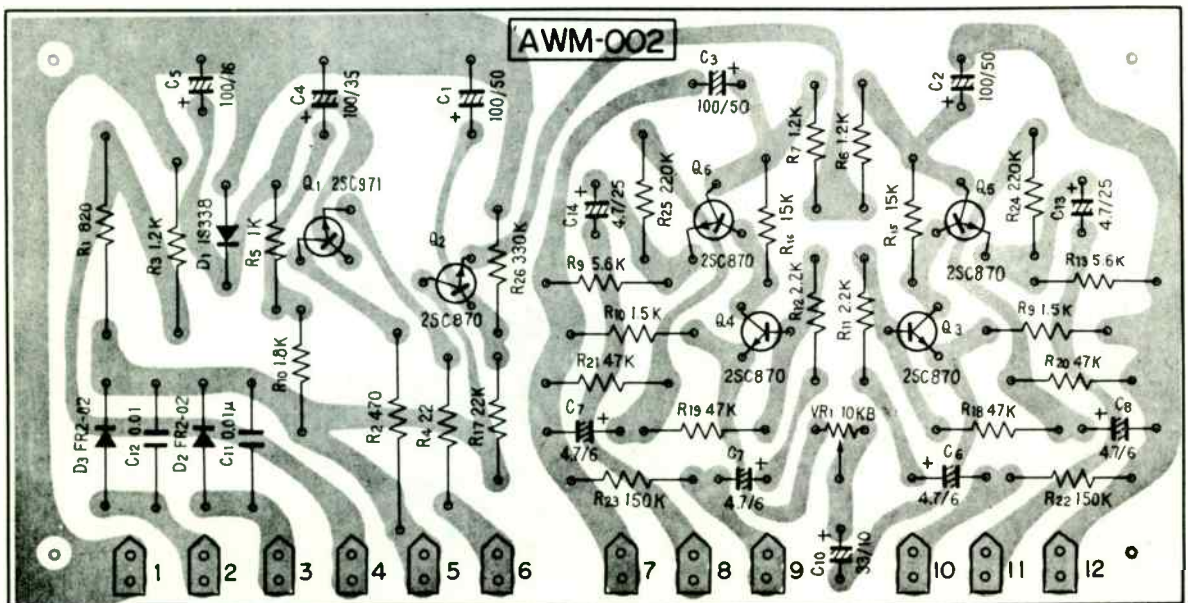 AWM-002
C5
100/16
C4
100/35
C1
100/50
C3
100/50
C2
100/50
R1 820
R3 1.2K
D1 1S338
R5 1K
Q1 2SC971
Q2
2SC870
R26 330K
C14
4.7/25
R25 220K
Q6
2SC870
R7 1.2K
R6 1.2K
R16 15K
R15 15K
Q5
2SC870
R24 220K
C13
4.7/25
R9 5.6K
R13 5.6K
R10 1.5K
R9 1.5K
Q4
2SC870
R12 2.2K
R11 2.2K
Q3
2SC870
R21 47K
R20 47K
R10 1.8K
D3 FR2-02
C12 0.01
D2 FR2-02
C11 0.01μ
R2 470
R4 22
R17 22K
C7
4.7/6
R19 47K
VR1 10KB
R18 47K
C8
4.7/6
R23 150K
C7
4.7/6
C6
4.7/6
R22 150K
C10
33/10
1 2 3 4 5 6 7 8 9 10 11 12